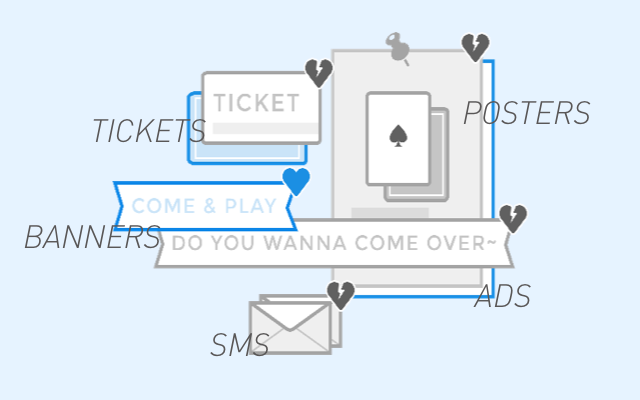 TICKET
TICKETS
POSTERS
COME & PLAY
BANNERS
DO YOU WANNA COME OVER~
ADS
SMS